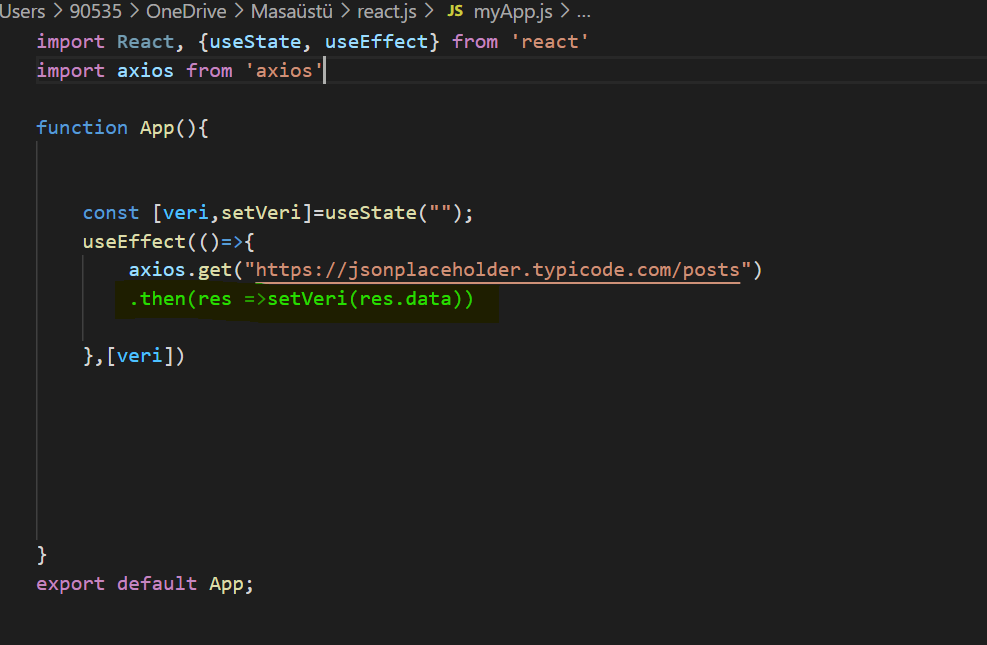 Users > 90535 > OneDrive > Masaüstü > react.js > JS myApp.js > ...
import React, {useState, useEffect} from 'react'
import axios from 'axios'
function App(){
const [veri,setVeri]=useState("");
useEffect(()=>{
axios.get("https://jsonplaceholder.typicode.com/posts")
.then(res =>setVeri(res.data))
},[veri])
}
export default App;